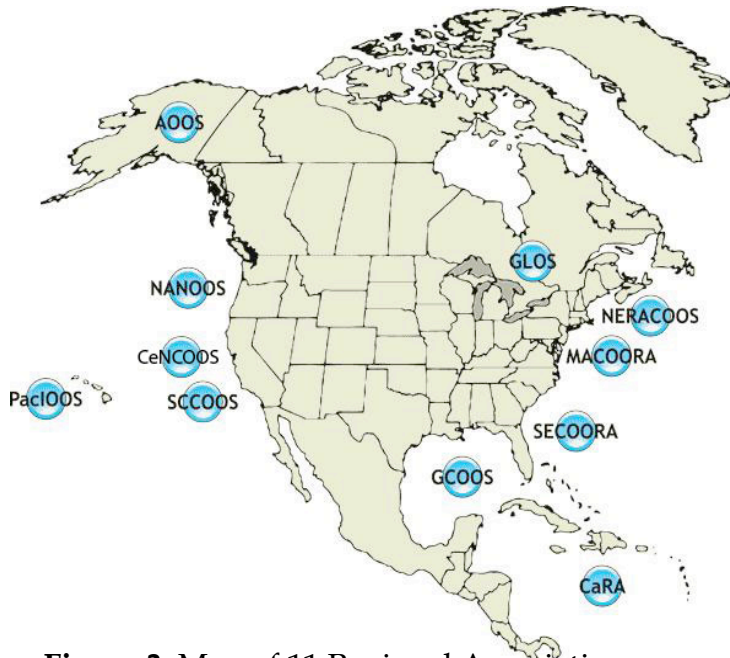 AOOS
GLOS
NANOOS
NERACOOS
CeNCOOS
MACOORA
PacIOOS
SCCOOS
SECOORA
GCOOS
CaRA
Figure 2. Map of 11 Regional Associations